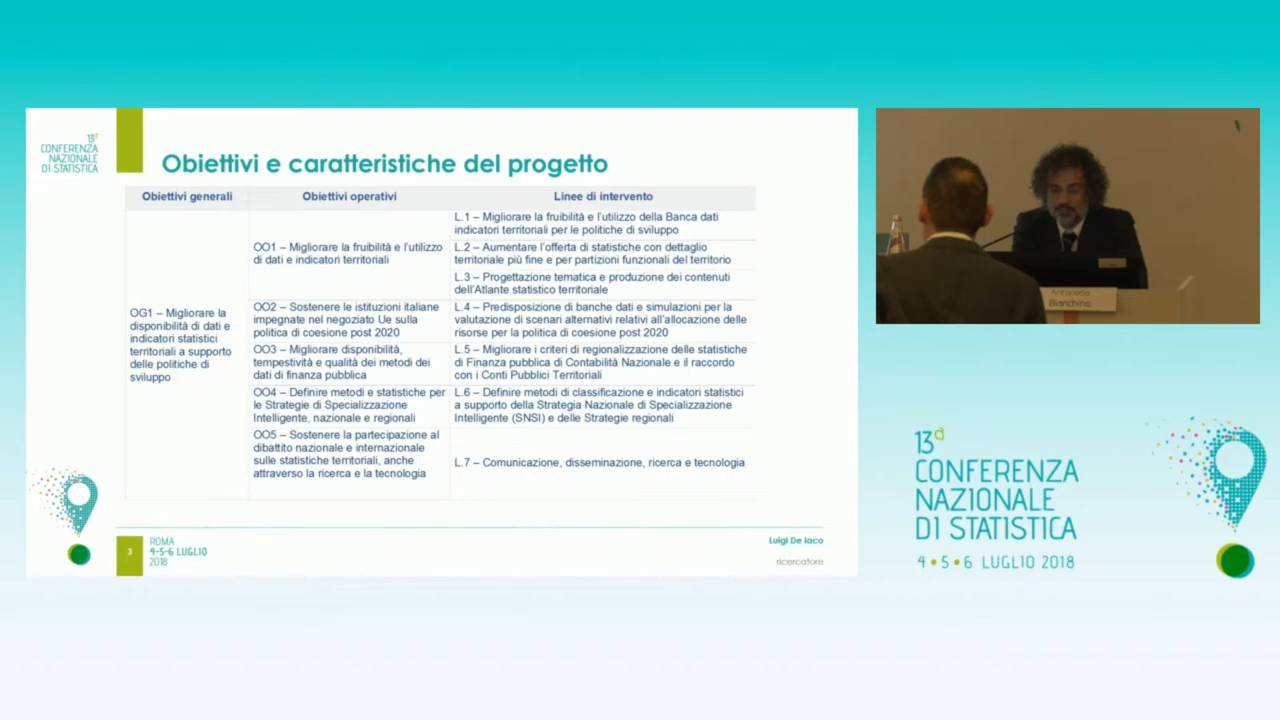 13ª
CONFERENZA
NAZIONALE
DI STATISTICA
Obiettivi e caratteristiche del progetto
Obiettivi generali
Obiettivi operativi
Linee di intervento
OG1 – Migliorare la
disponibilità di dati e
indicatori statistici
territoriali a supporto
delle politiche di
sviluppo
OO1 – Migliorare la fruibilità e l'utilizzo
di dati e indicatori territoriali
L.1 – Migliorare la fruibilità e l'utilizzo della Banca dati
indicatori territoriali per le politiche di sviluppo
L.2 – Aumentare l'offerta di statistiche con dettaglio
territoriale più fine e per partizioni funzionali del territorio
L.3 – Progettazione tematica e produzione dei contenuti
dell'Atlante statistico territoriale
OO2 – Sostenere le istituzioni italiane
impegnate nel negoziato Ue sulla
politica di coesione post 2020
L.4 – Predisposizione di banche dati e simulazioni per la
valutazione di scenari alternativi relativi all'allocazione delle
risorse per la politica di coesione post 2020
OO3 – Migliorare disponibilità,
tempestività e qualità dei metodi dei
dati di finanza pubblica
L.5 – Migliorare i criteri di regionalizzazione delle statistiche
di Finanza pubblica di Contabilità Nazionale e il raccordo
con i Conti Pubblici Territoriali
OO4 – Definire metodi e statistiche per
le Strategie di Specializzazione
Intelligente, nazionale e regionali
L.6 – Definire metodi di classificazione e indicatori statistici
a supporto della Strategia Nazionale di Specializzazione
Intelligente (SNSI) e delle Strategie regionali
OO5 – Sostenere la partecipazione al
dibattito nazionale e internazionale
sulle statistiche territoriali, anche
attraverso la ricerca e la tecnologia
L.7 – Comunicazione, disseminazione, ricerca e tecnologia
3
ROMA
4-5-6 LUGLIO
2018
Luigi De Iaco
ricercatore
Antonella
Bianchino
13ª
CONFERENZA
NAZIONALE
DI STATISTICA
4•5•6 LUGLIO 2018